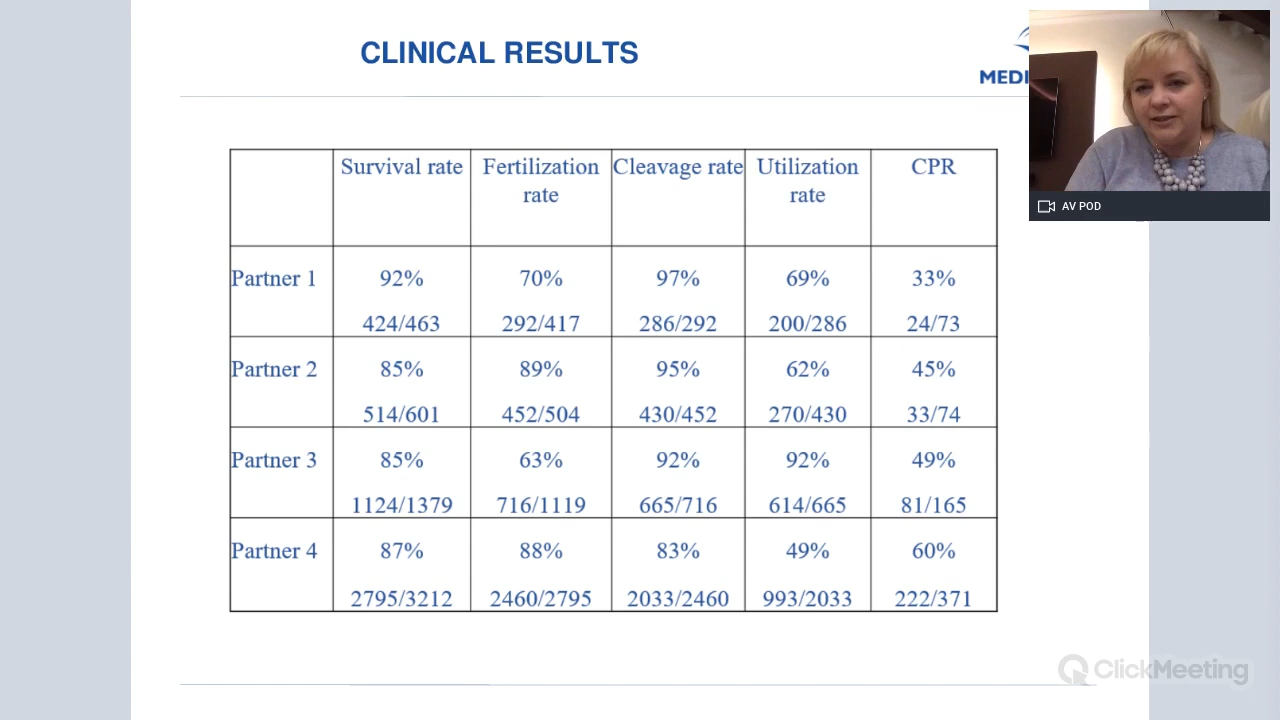 CLINICAL RESULTS
MEDI
AV POD
Survival rate Fertilization rate Cleavage rate Utilization rate CPR
Partner 1 92% 70% 97% 69% 33%
424/463 292/417 286/292 200/286 24/73
Partner 2 85% 89% 95% 62% 45%
514/601 452/504 430/452 270/430 33/74
Partner 3 85% 63% 92% 92% 49%
1124/1379 716/1119 665/716 614/665 81/165
Partner 4 87% 88% 83% 49% 60%
2795/3212 2460/2795 2033/2460 993/2033 222/371
ClickMeeting